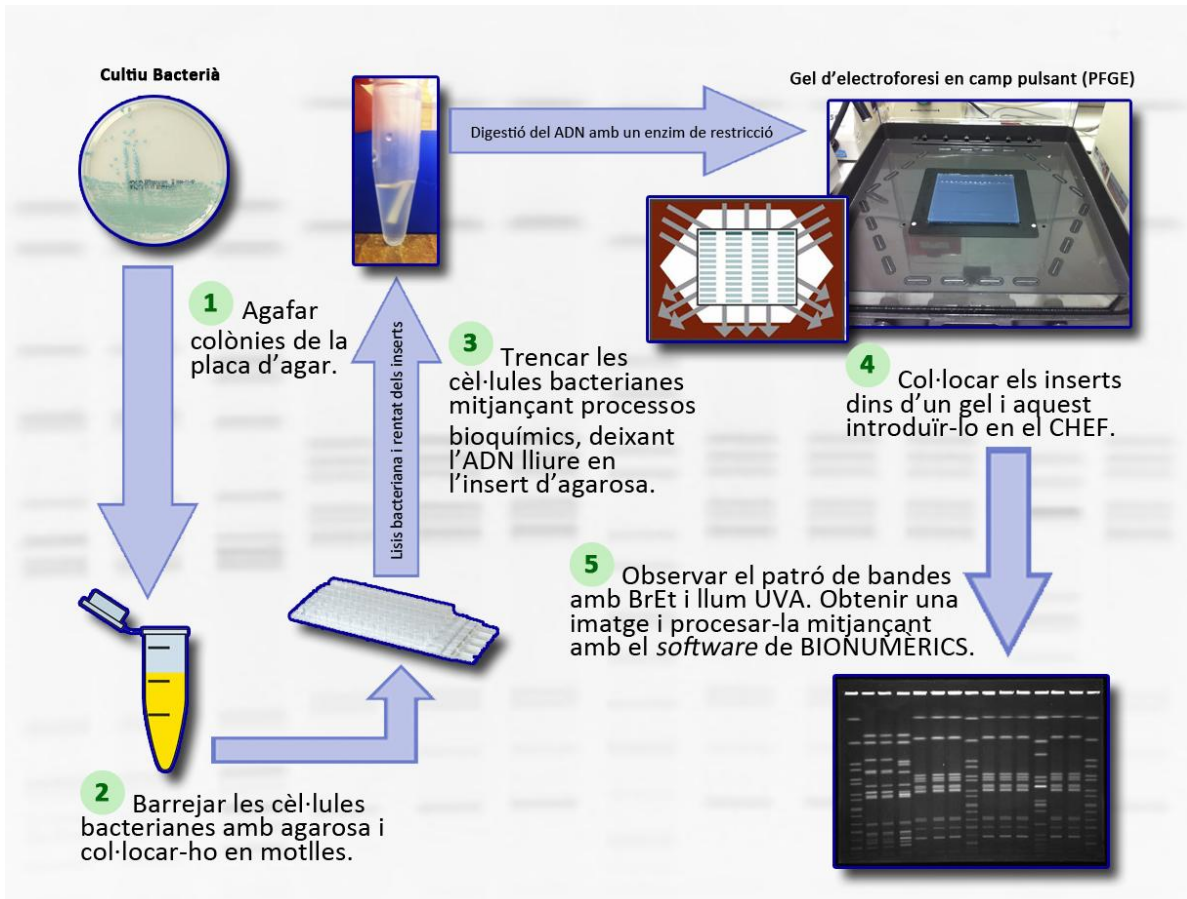 Cultiu Bacterià
1 Agafar
colònies de la
placa d'agar.
2 Barrejar les cèl·lules
bacterianes amb agarosa i
col·locar-ho en motlles.
Lisis bacteriana i rentat dels inserts
3 Trencar les
cèl·lules bacterianes
mitjançant processos
bioquímics, deixant
l'ADN lliure en
l'insert d'agarosa.
Digestió del ADN amb un enzim de restricció
Gel d'electroforesi en camp pulsant (PFGE)
4 Col·locar els inserts
dins d'un gel i aquest
introduïr-lo en el CHEF.
5 Observar el patró de bandes
amb BrEt i llum UVA. Obtenir una
imatge i procesar-la mitjançant
amb el software de BIONUMÈRICS.